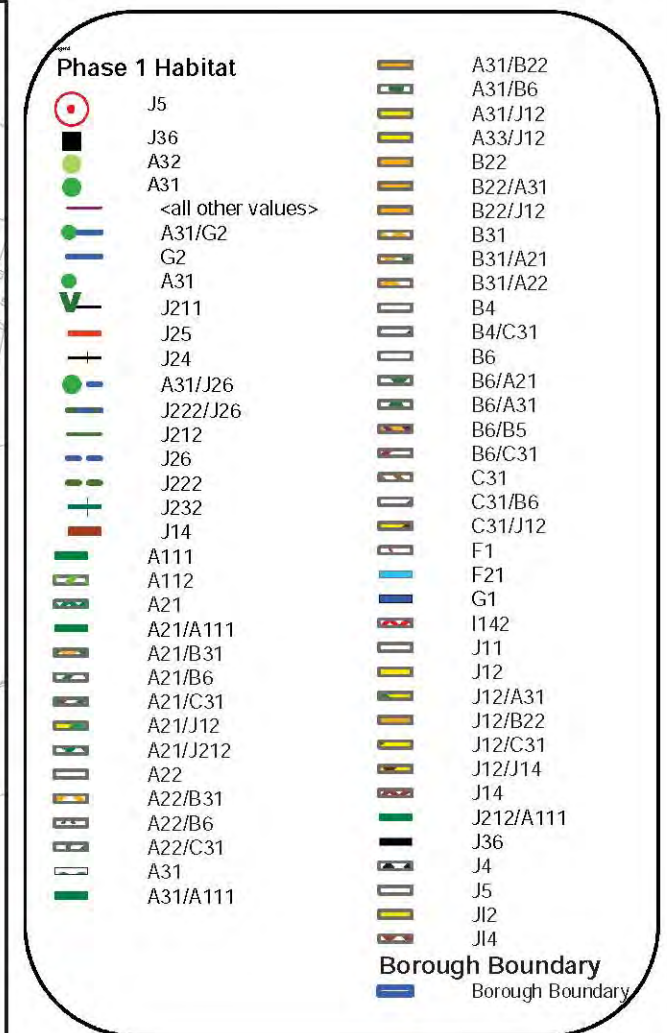 Legend
Phase 1 Habitat
J5
J36
A32
A31
<all other values>
A31/G2
G2
A31
J211
J25
J24
A31/J26
J222/J26
J212
J26
J222
J232
J14
A111
A112
A21
A21/A111
A21/B31
A21/B6
A21/C31
A21/J12
A21/J212
A22
A22/B31
A22/B6
A22/C31
A31
A31/A111
A31/B22
A31/B6
A31/J12
A33/J12
B22
B22/A31
B22/J12
B31
B31/A21
B31/A22
B4
B4/C31
B6
B6/A21
B6/A31
B6/B5
B6/C31
C31
C31/B6
C31/J12
F1
F21
G1
I142
J11
J12
J12/A31
J12/B22
J12/C31
J12/J14
J14
J212/A111
J36
J4
J5
JI2
JI4
Borough Boundary
Borough Boundary